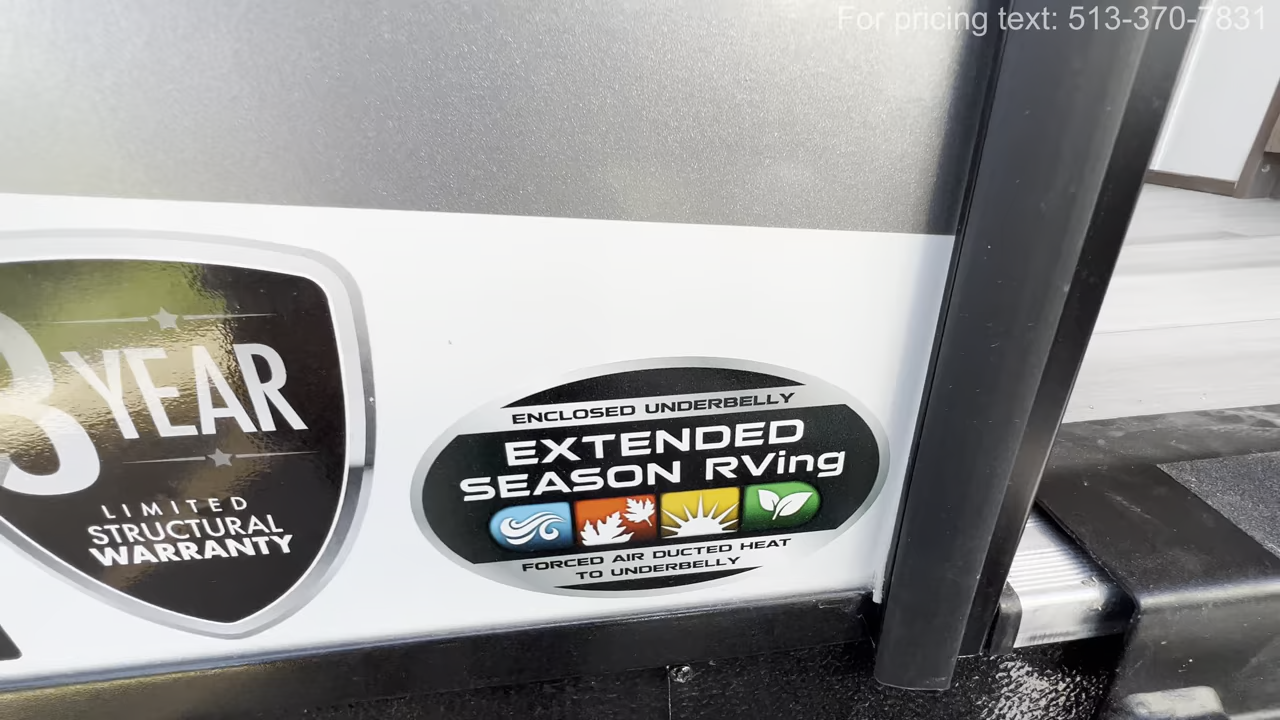 For pricing text: 513-370-7831
3 YEAR
LIMITED
STRUCTURAL
WARRANTY
ENCLOSED UNDERBELLY
EXTENDED
SEASON RVing
FORCED AIR DUCTED HEAT
TO UNDERBELLY